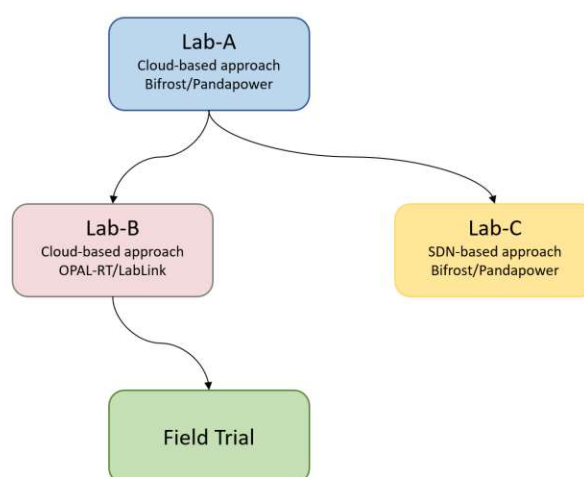 Lab-A
Cloud-based approach
Bifrost/Pandapower
Lab-B
Cloud-based approach
OPAL-RT/LabLink
Lab-C
SDN-based approach
Bifrost/Pandapower
Field Trial